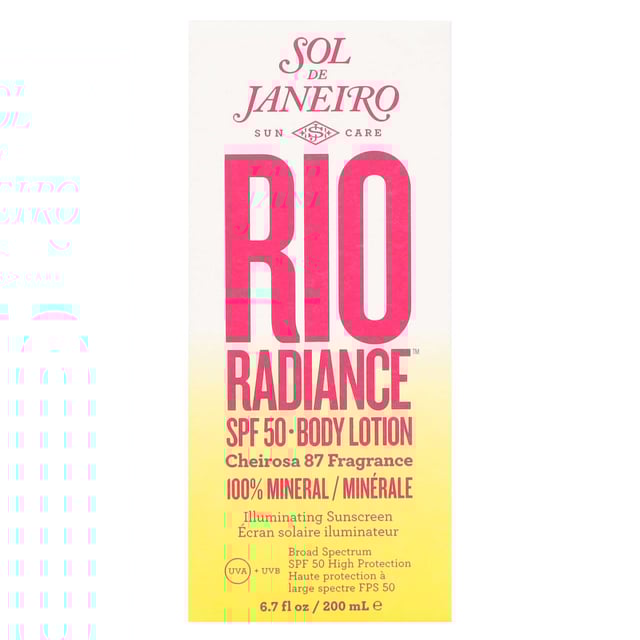 SOL
DE
JANEIRO
SUN CARE
RIO
RADIANCE™
SPF 50 · BODY LOTION
Cheirosa 87 Fragrance
100% MINERAL / MINÉRALE
Illuminating Sunscreen
Écran solaire iluminateur
UVA + UVB
Broad Spectrum
SPF 50 High Protection
Haute protection à
large spectre FPS 50
6.7 fl oz / 200 mL ℮